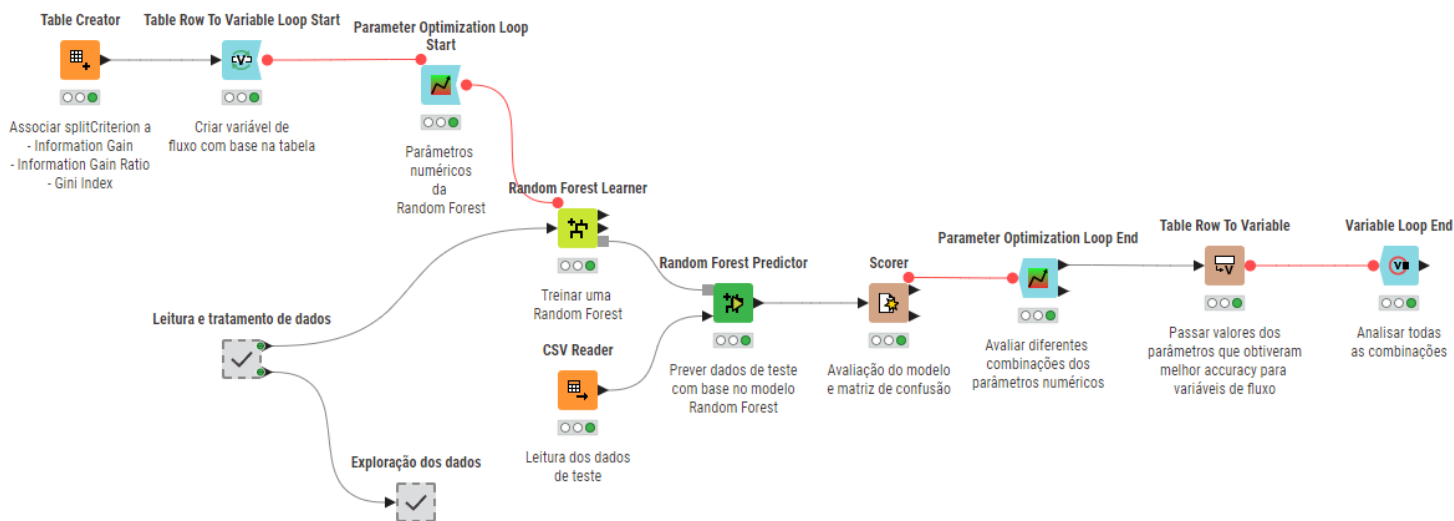 Table Creator
Table Row To Variable Loop Start
Parameter Optimization Loop
Start
Associar splitCriterion a
- Information Gain
- Information Gain Ratio
- Gini Index
Criar variável de
fluxo com base na tabela
Parâmetros
numéricos
da
Random Forest
Random Forest Learner
Treinar uma
Random Forest
Leitura e tratamento de dados
CSV Reader
Leitura dos dados
de teste
Exploração dos dados
Random Forest Predictor
Prever dados de teste
com base no modelo
Random Forest
Scorer
Avaliação do modelo
e matriz de confusão
Parameter Optimization Loop End
Avaliar diferentes
combinações dos
parâmetros numéricos
Table Row To Variable
Passar valores dos
parâmetros que obtiveram
melhor accuracy para
variáveis de fluxo
Variable Loop End
Analisar todas
as combinações